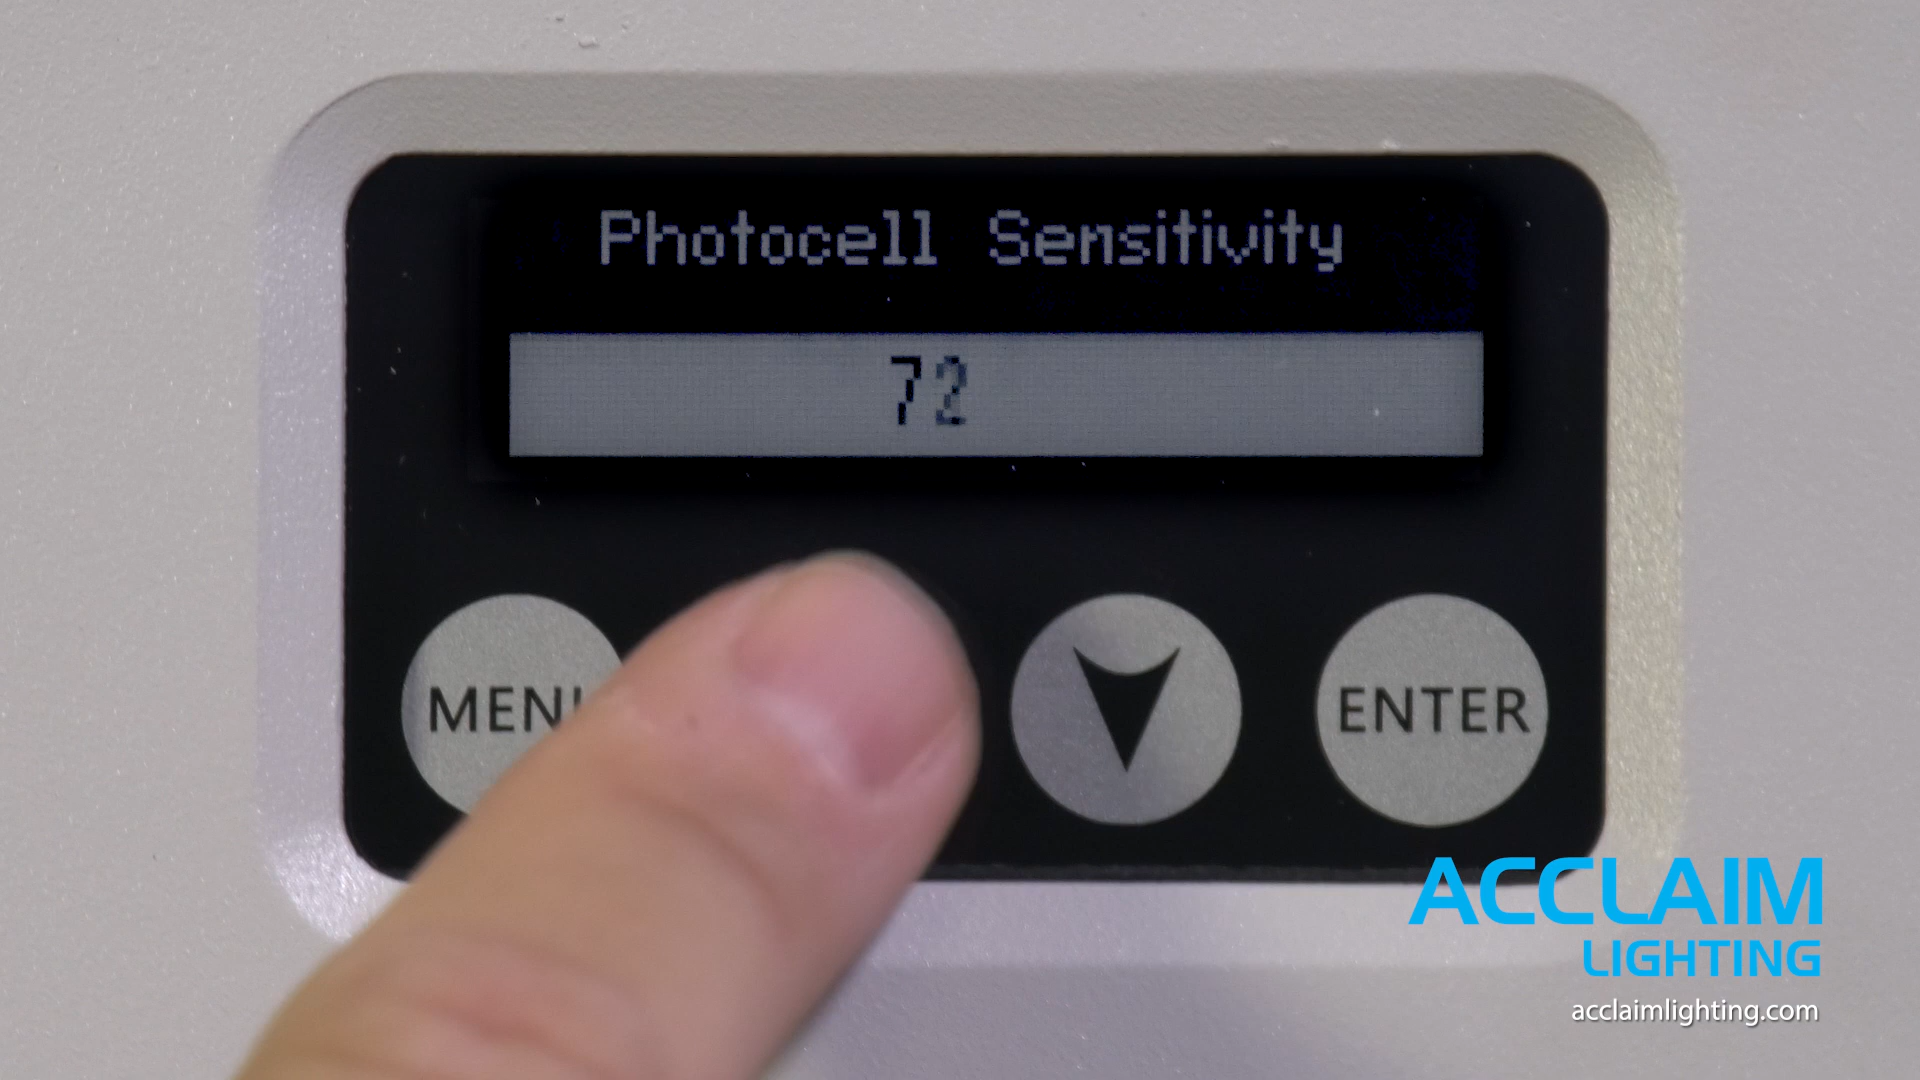 Photocell Sensitivity
72
MENU
ENTER
ACCLAIM
LIGHTING
acclaimlighting.com